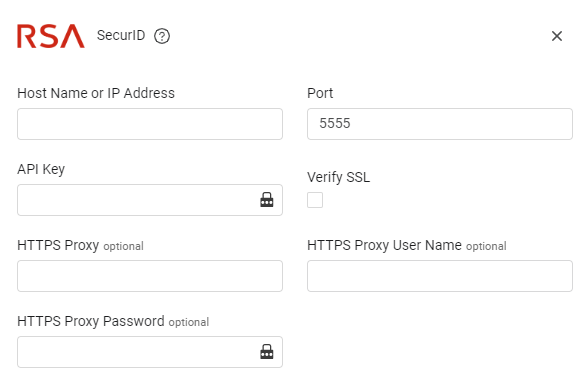 RSA SecurID ?
Host Name or IP Address
Port
5555
API Key
Verify SSL
HTTPS Proxy optional
HTTPS Proxy User Name optional
HTTPS Proxy Password optional